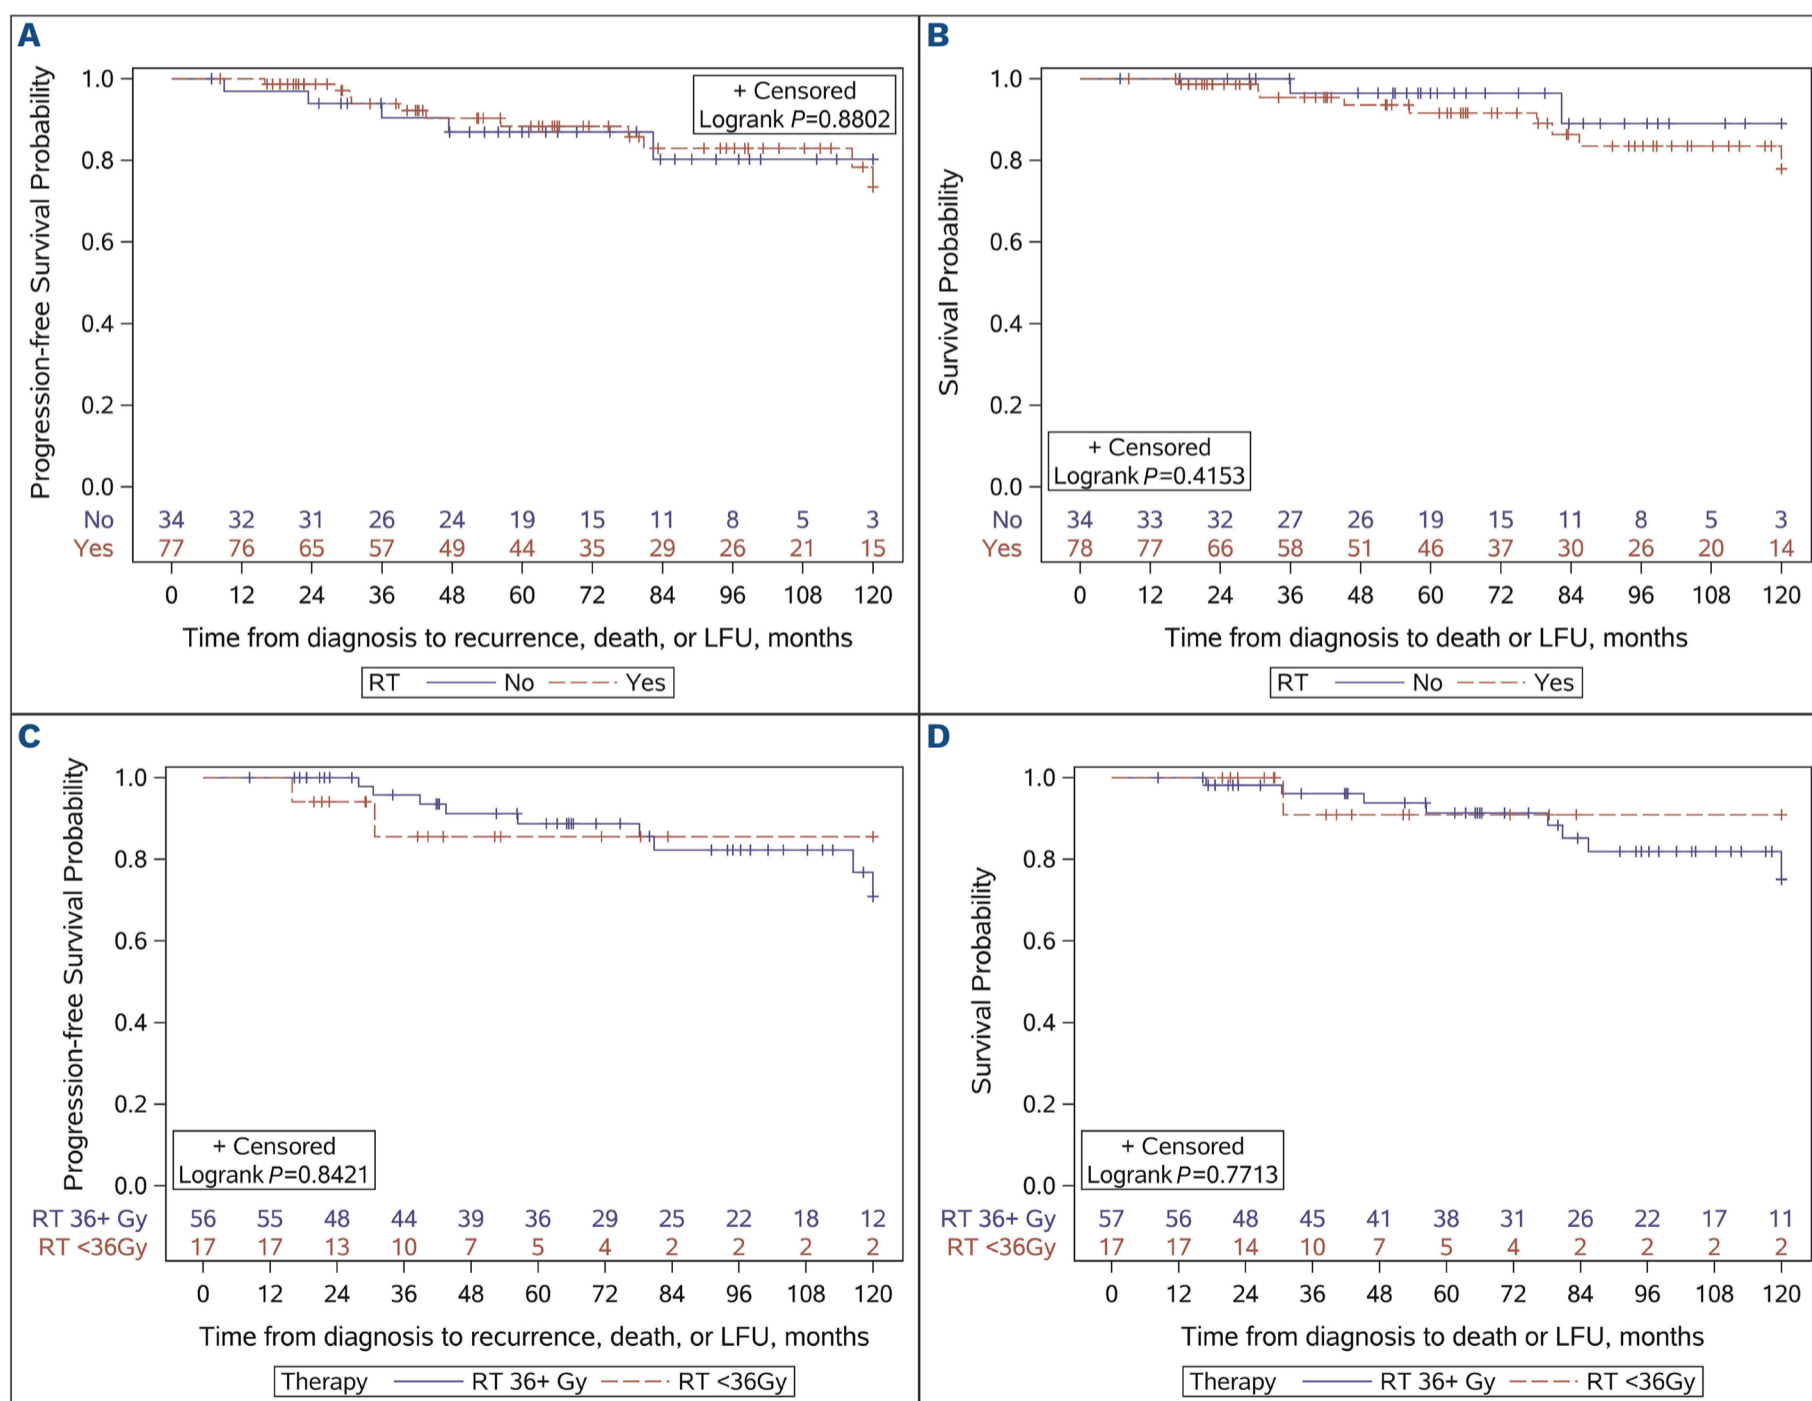 A
Progression-free Survival Probability
1.0
0.8
0.6
0.4
0.2
0.0
+ Censored
Logrank P=0.8802
No 34 32 31 26 24 19 15 11 8 5 3
Yes 77 76 65 57 49 44 35 29 26 21 15
0 12 24 36 48 60 72 84 96 108 120
Time from diagnosis to recurrence, death, or LFU, months
RT No Yes
B
Survival Probability
1.0
0.8
0.6
0.4
0.2
0.0
+ Censored
Logrank P=0.4153
No 34 33 32 27 26 19 15 11 8 5 3
Yes 78 77 66 58 51 46 37 30 26 20 14
0 12 24 36 48 60 72 84 96 108 120
Time from diagnosis to death or LFU, months
RT No Yes
C
Progression-free Survival Probability
1.0
0.8
0.6
0.4
0.2
0.0
+ Censored
Logrank P=0.8421
RT 36+ Gy 56 55 48 44 39 36 29 25 22 18 12
RT <36Gy 17 17 13 10 7 5 4 2 2 2 2
0 12 24 36 48 60 72 84 96 108 120
Time from diagnosis to recurrence, death, or LFU, months
Therapy RT 36+ Gy RT <36Gy
D
Survival Probability
1.0
0.8
0.6
0.4
0.2
0.0
+ Censored
Logrank P=0.7713
RT 36+ Gy 57 56 48 45 41 38 31 26 22 17 11
RT <36Gy 17 17 14 10 7 5 4 2 2 2 2
0 12 24 36 48 60 72 84 96 108 120
Time from diagnosis to death or LFU, months
Therapy RT 36+ Gy RT <36Gy